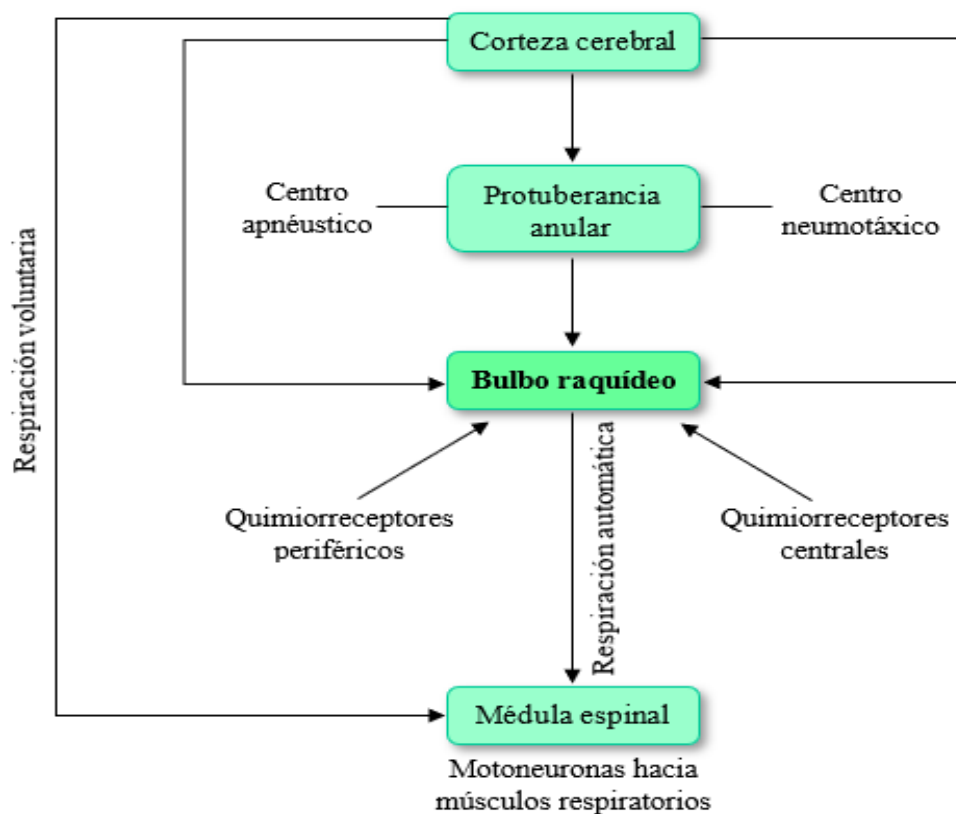 Corteza cerebral
Centro
apnéustico
Protuberancia
anular
Centro
neumotáxico
Respiración voluntaria
Bulbo raquídeo
Quimiorreceptores
periféricos
Respiración automática
Quimiorreceptores
centrales
Médula espinal
Motoneuronas hacia
músculos respiratorios